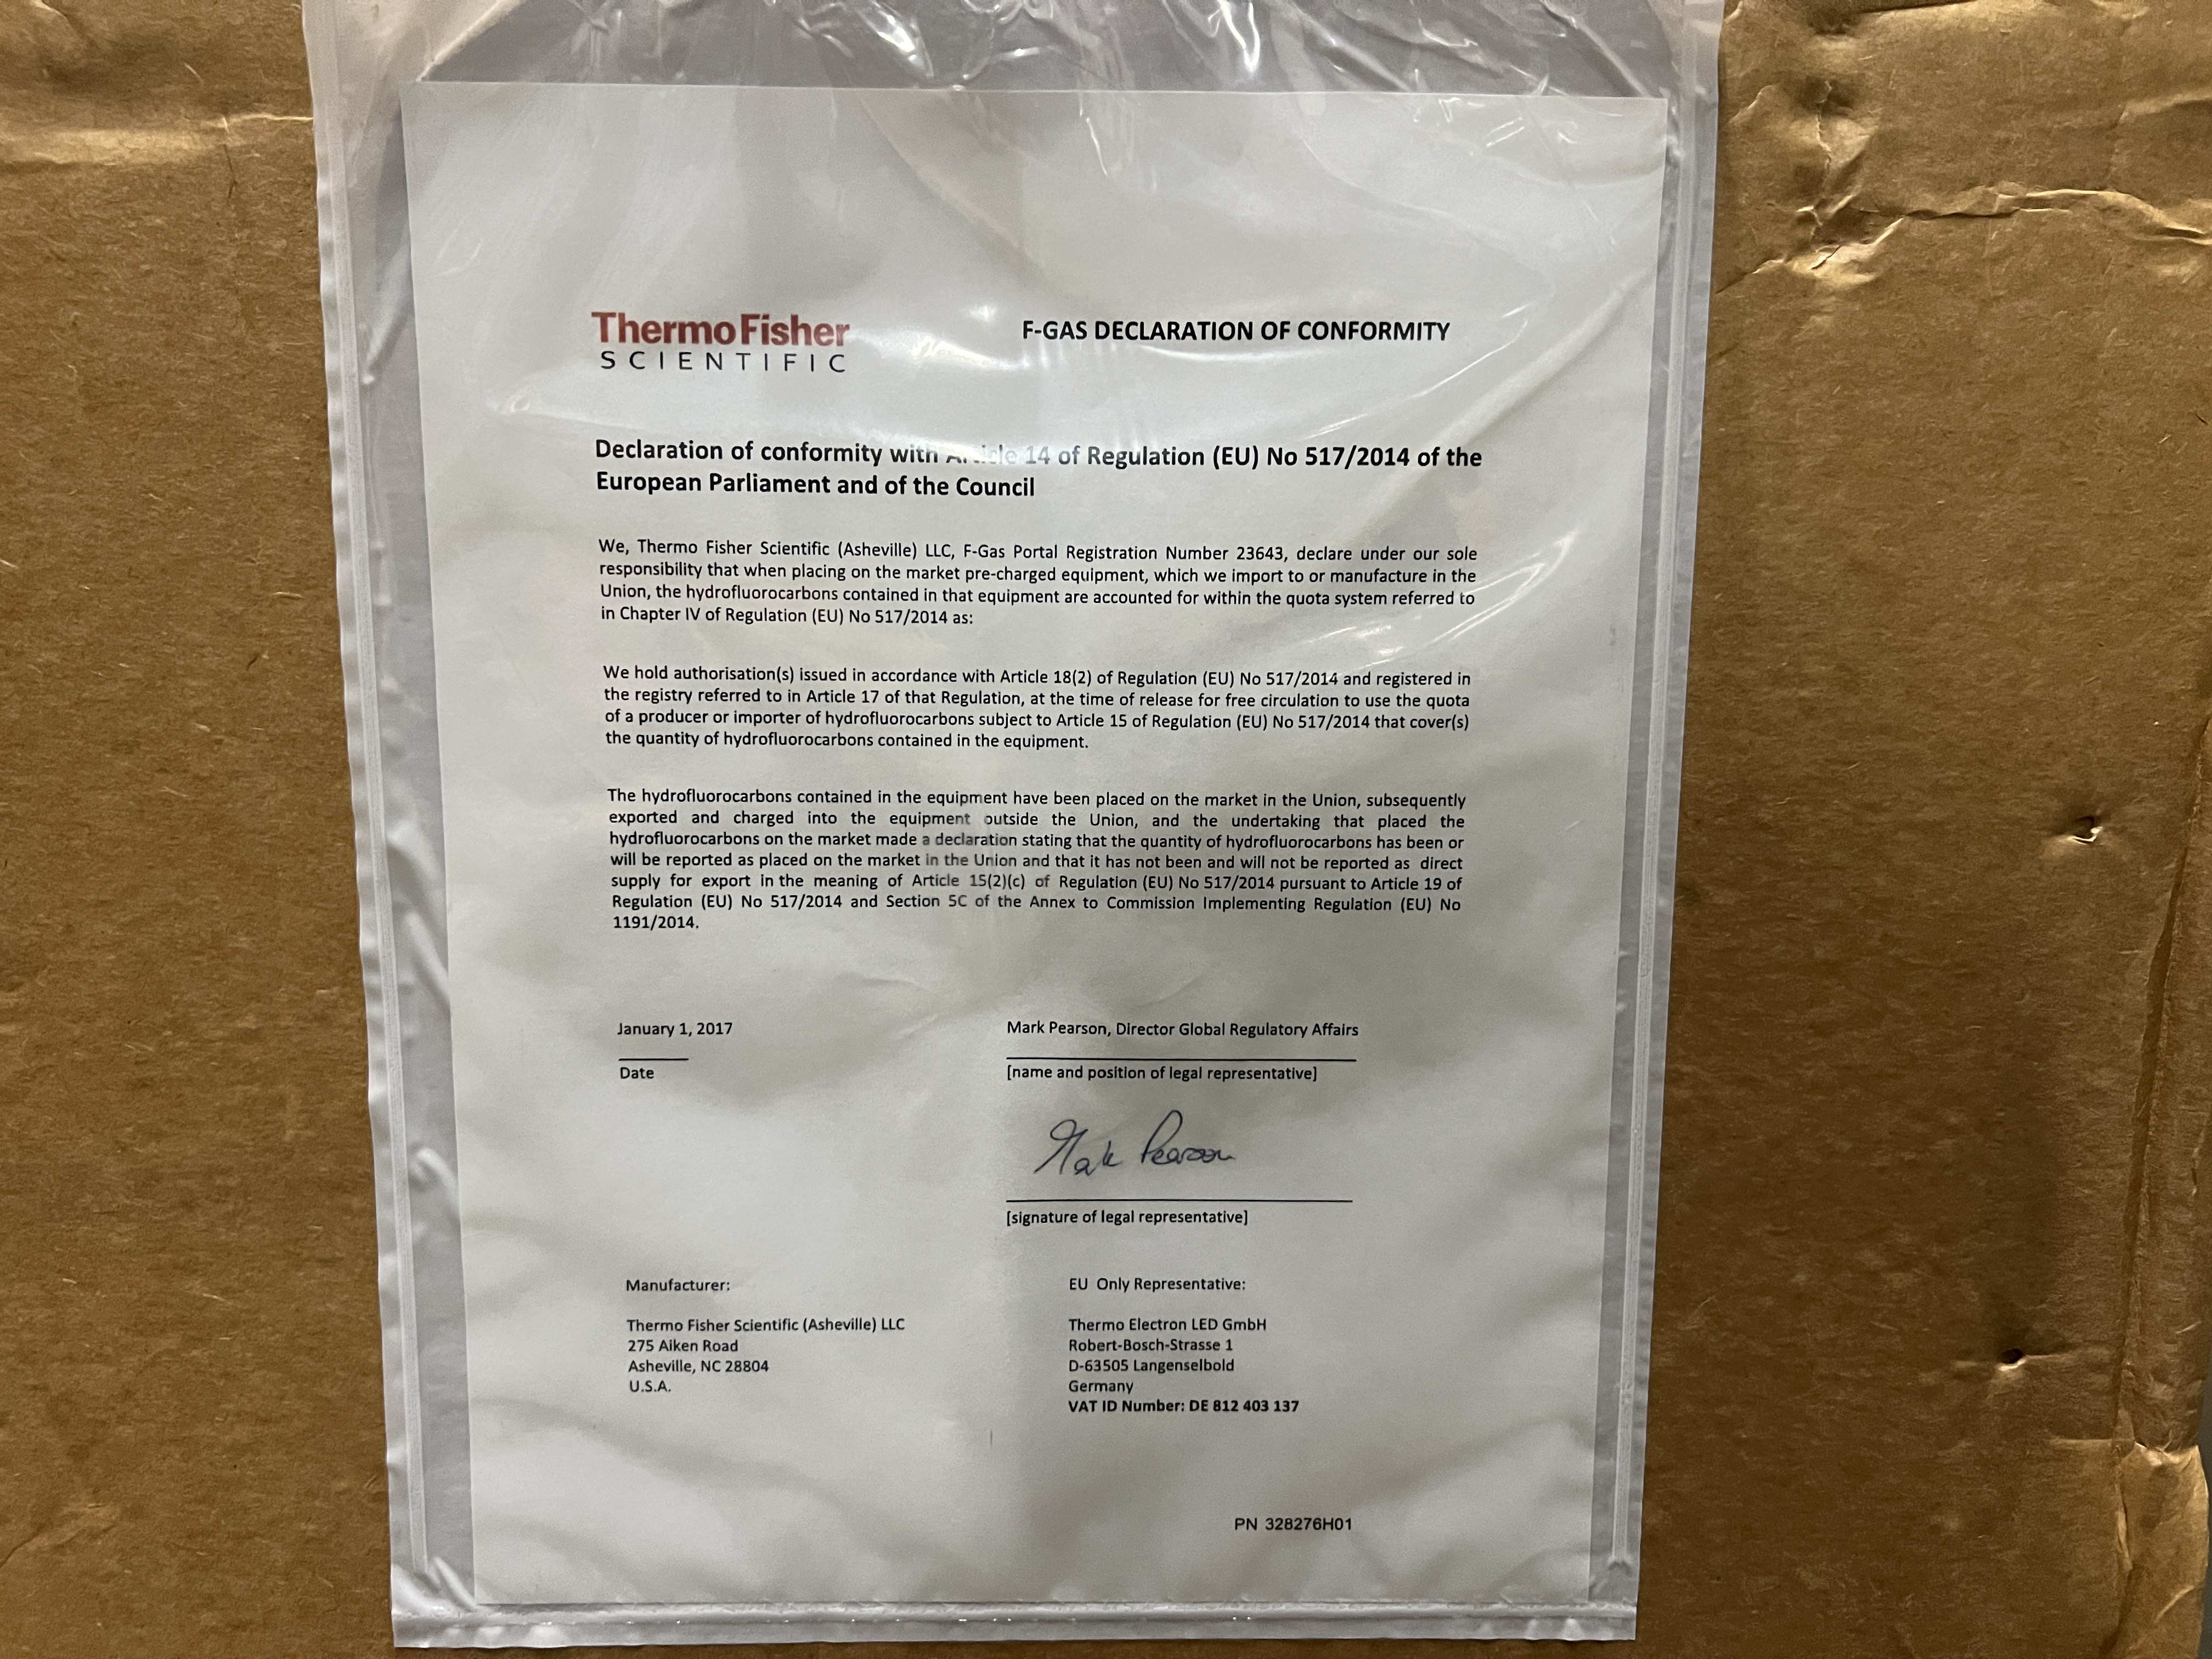 ThermoFisher
SCIENTIFIC
F-GAS DECLARATION OF CONFORMITY
Declaration of conformity with Article 14 of Regulation (EU) No 517/2014 of the
European Parliament and of the Council
We, Thermo Fisher Scientific (Asheville) LLC, F-Gas Portal Registration Number 23643, declare under our sole
responsibility that when placing on the market pre-charged equipment, which we import to or manufacture in the
Union, the hydrofluorocarbons contained in that equipment are accounted for within the quota system referred to
in Chapter IV of Regulation (EU) No 517/2014 as:
We hold authorisation(s) issued in accordance with Article 18(2) of Regulation (EU) No 517/2014 and registered in
the registry referred to in Article 17 of that Regulation, at the time of release for free circulation to use the quota
of a producer or importer of hydrofluorocarbons subject to Article 15 of Regulation (EU) No 517/2014 that cover(s)
the quantity of hydrofluorocarbons contained in the equipment.
The hydrofluorocarbons contained in the equipment have been placed on the market in the Union, subsequently
exported and charged into the equipment outside the Union, and the undertaking that placed the
hydrofluorocarbons on the market made a declaration stating that the quantity of hydrofluorocarbons has been or
will be reported as placed on the market in the Union and that it has not been and will not be reported as direct
supply for export in the meaning of Article 15(2)(c) of Regulation (EU) No 517/2014 pursuant to Article 19 of
Regulation (EU) No 517/2014 and Section 5C of the Annex to Commission Implementing Regulation (EU) No
1191/2014.
January 1, 2017
Date
Mark Pearson, Director Global Regulatory Affairs
[name and position of legal representative]
Mark Pearson
[signature of legal representative]
Manufacturer:
Thermo Fisher Scientific (Asheville) LLC
275 Aiken Road
Asheville, NC 28804
U.S.A.
EU Only Representative:
Thermo Electron LED GmbH
Robert-Bosch-Strasse 1
D-63505 Langenselbold
Germany
VAT ID Number: DE 812 403 137
PN 328276H01